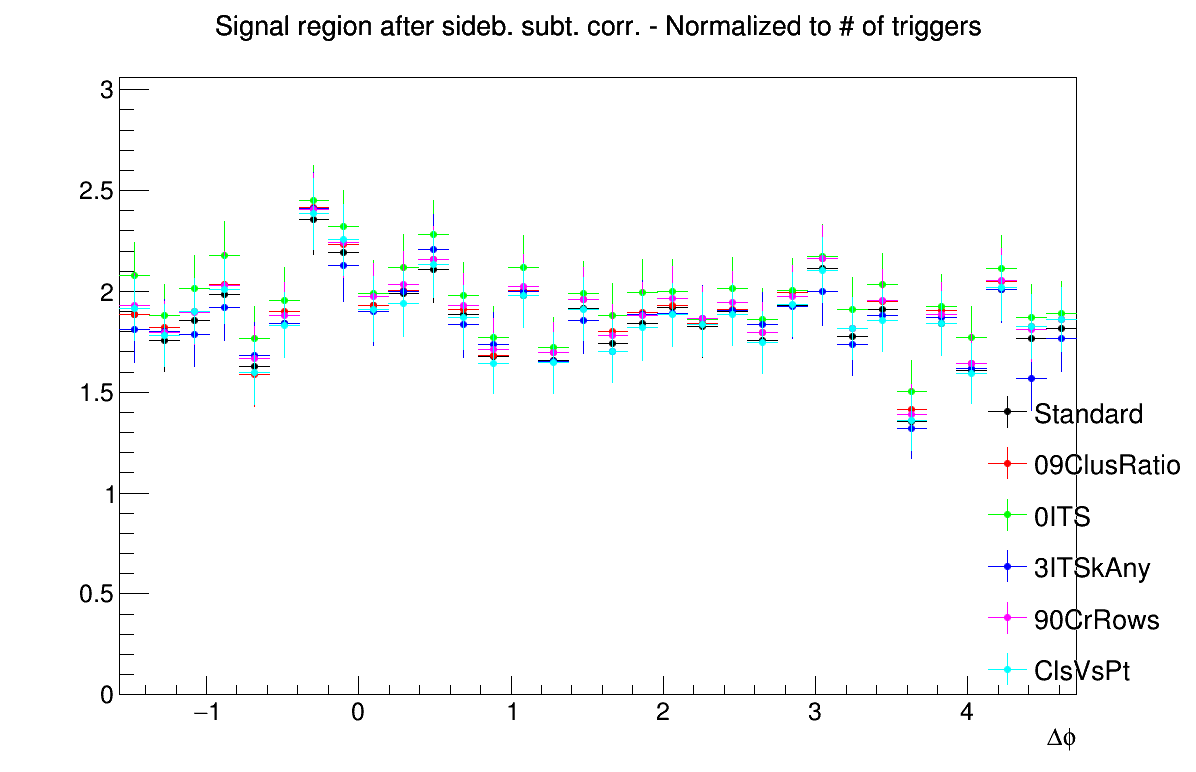 Signal region after sideb. subt. corr. - Normalized to # of triggers
3
2.5
2
1.5
1
0.5
0
−1 0 1 2 3 4
Δϕ
Standard
09ClusRatio
0ITS
3ITSkAny
90CrRows
ClsVsPt